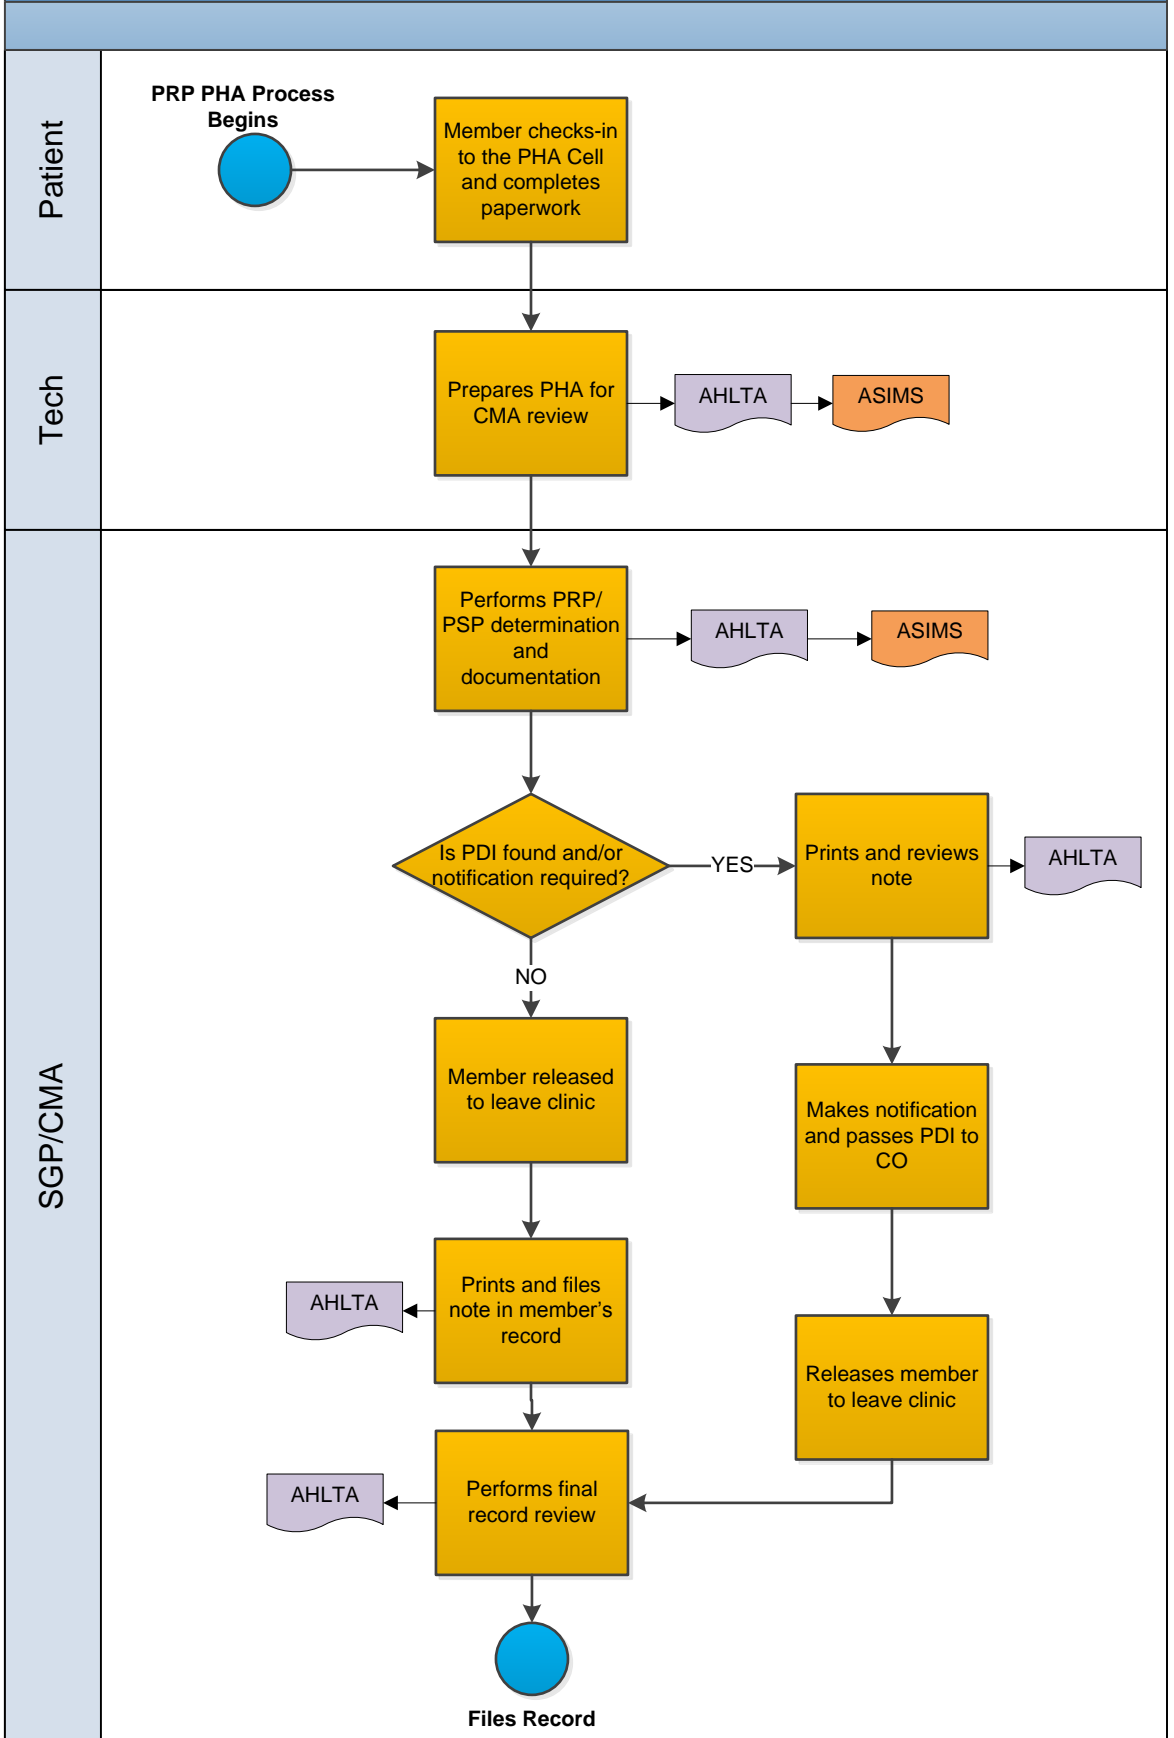 Patient
PRP PHA Process
Begins
Member checks-in
to the PHA Cell
and completes
paperwork
Tech
Prepares PHA for
CMA review
AHLTA
ASIMS
SGP/CMA
Performs PRP/
PSP determination
and
documentation
AHLTA
ASIMS
Is PDI found and/or
notification required?
YES
Prints and reviews
note
AHLTA
NO
Member released
to leave clinic
Makes notification
and passes PDI to
CO
Prints and files
note in member’s
record
AHLTA
Releases member
to leave clinic
Performs final
record review
AHLTA
Files Record